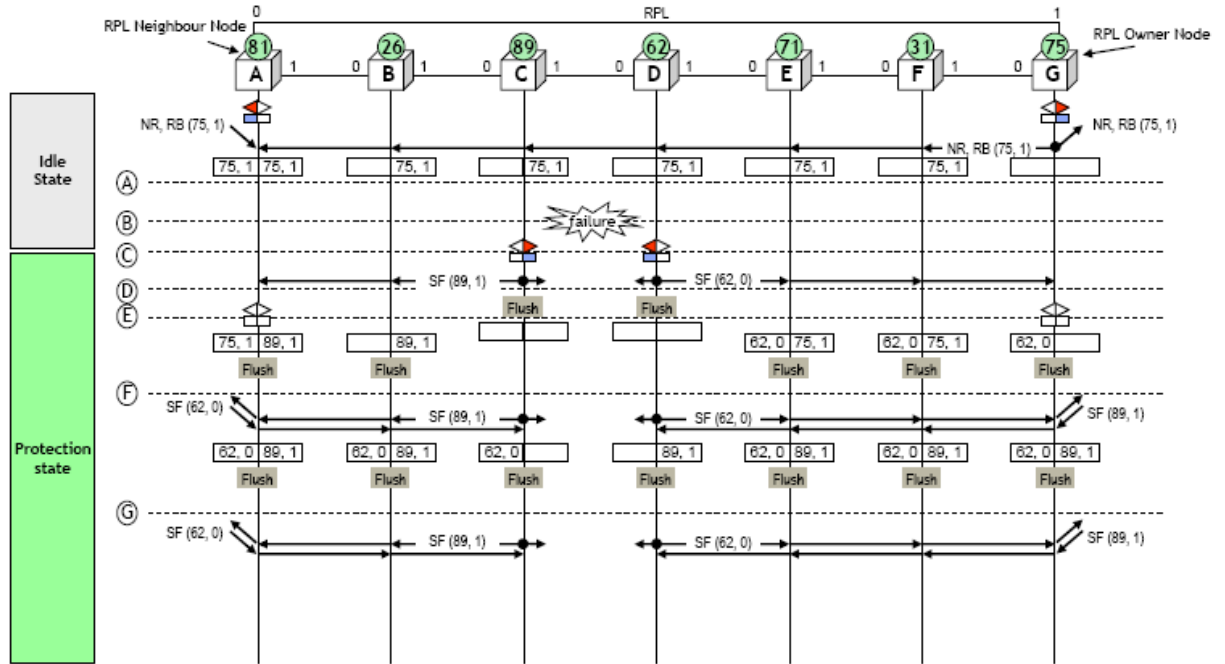 0 RPL 1
RPL Neighbour Node
RPL Owner Node
81 26 89 62 71 31 75
A 1 0 B 1 0 C 1 0 D 1 0 E 1 0 F 1 0 G
NR, RB (75, 1)
NR, RB (75, 1)
NR, RB (75, 1)
Idle
State
75, 1 75, 1 75, 1 75, 1 75, 1 75, 1 75, 1
A
B
failure
C
SF (89, 1) SF (62, 0)
D
Flush Flush
E
75, 1 89, 1 89, 1 62, 0 75, 1 62, 0 75, 1 62, 0
Flush Flush Flush Flush Flush
F
SF (62, 0) SF (89, 1) SF (62, 0) SF (89, 1)
Protection
state
62, 0 89, 1 62, 0 89, 1 62, 0 89, 1 62, 0 89, 1 62, 0 89, 1 62, 0 89, 1
Flush Flush Flush Flush Flush Flush Flush
G
SF (62, 0) SF (89, 1) SF (62, 0) SF (89, 1)